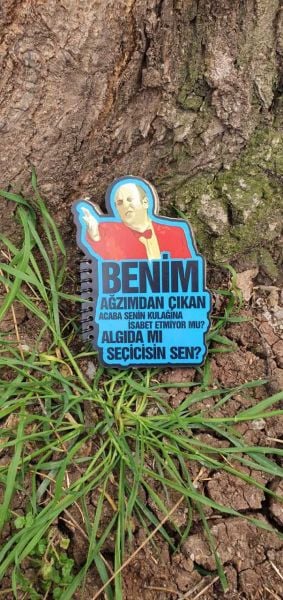 BENİM
AĞZIMDAN ÇIKAN
ACABA SENİN KULAĞINA
İSABET ETMİYOR MU?
ALGIDA MI
SEÇİCİSİN SEN?